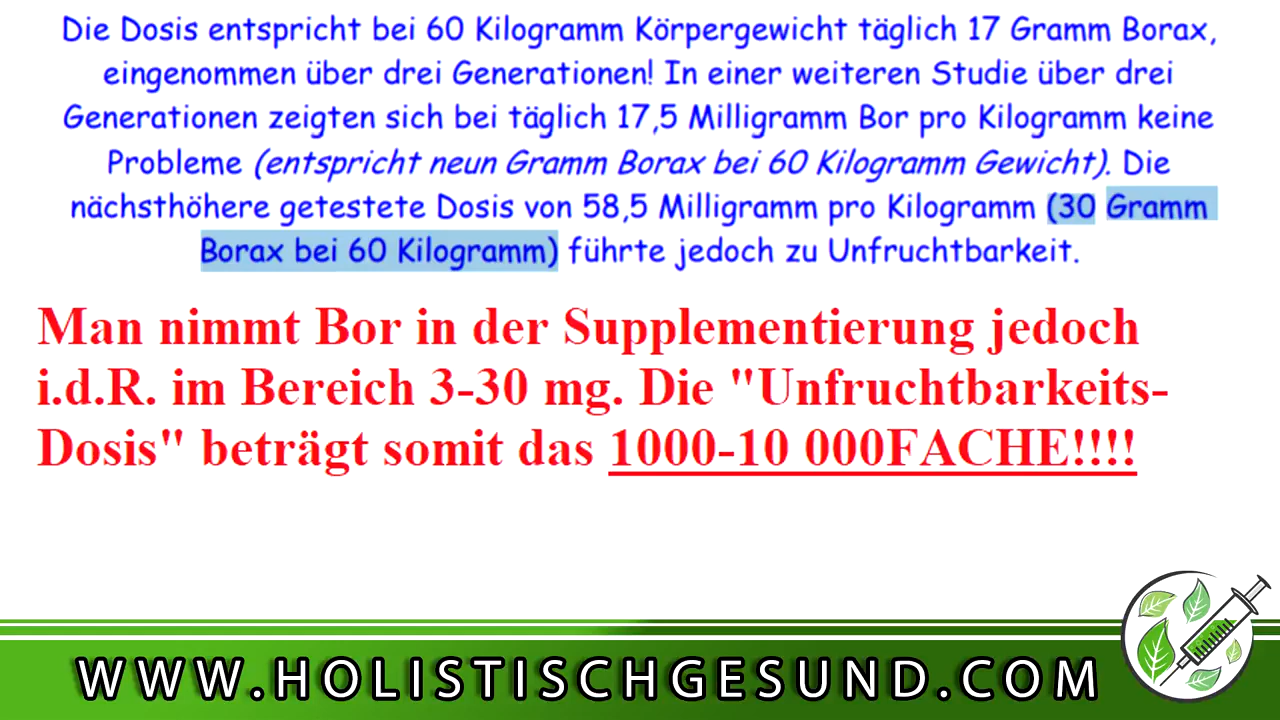 Die Dosis entspricht bei 60 Kilogramm Körpergewicht täglich 17 Gramm Borax,
eingenommen über drei Generationen! In einer weiteren Studie über drei
Generationen zeigten sich bei täglich 17,5 Milligramm Bor pro Kilogramm keine
Probleme (entspricht neun Gramm Borax bei 60 Kilogramm Gewicht). Die
nächsthöhere getestete Dosis von 58,5 Milligramm pro Kilogramm (30 Gramm
Borax bei 60 Kilogramm) führte jedoch zu Unfruchtbarkeit.
Man nimmt Bor in der Supplementierung jedoch
i.d.R. im Bereich 3-30 mg. Die "Unfruchtbarkeits-
Dosis" beträgt somit das 1000-10 000FACHE!!!!
WWW.HOLISTISCHGESUND.COM